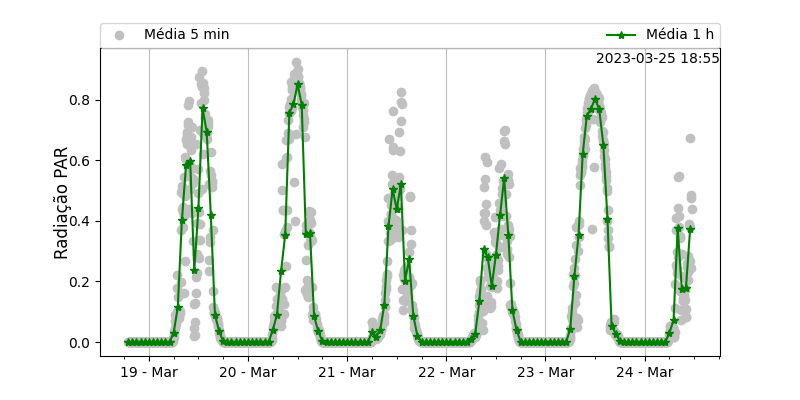 Média 5 min
Média 1 h
2023-03-25 18:55
Radiação PAR
0.8
0.6
0.4
0.2
0.0
19 - Mar
20 - Mar
21 - Mar
22 - Mar
23 - Mar
24 - Mar